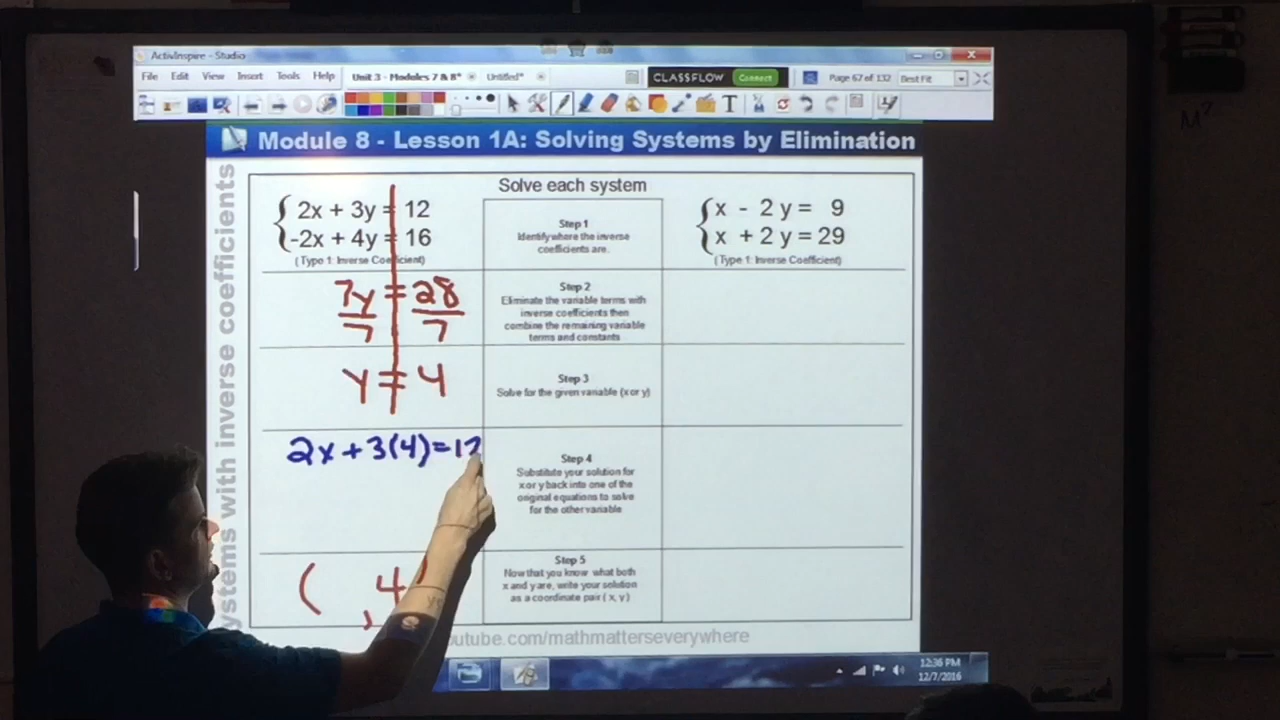 ActivInspire - Studio
File Edit View Insert Tools Help Unit 3 - Modules 7 & 8* Untitled* CLASSFLOW Connect Page 67 of 132 Best Fit
Module 8 - Lesson 1A: Solving Systems by Elimination
stems with inverse coefficients
Solve each system
2x + 3y = 12
-2x + 4y = 16
(Type 1: Inverse Coefficient)
7y = 28
7 7
y = 4
2x + 3(4) = 12
( , 4 )
Step 1
Identify where the inverse
coefficients are.
Step 2
Eliminate the variable terms with
inverse coefficients then
combine the remaining variable
terms and constants
Step 3
Solve for the given variable (x or y)
Step 4
Substitute your solution for
x or y back into one of the
original equations to solve
for the other variable
Step 5
Now that you know what both
x and y are, write your solution
as a coordinate pair ( x, y )
x - 2y = 9
x + 2y = 29
(Type 1: Inverse Coefficient)
utube.com/mathmatterseverywhere
12:36 PM
12/7/2016